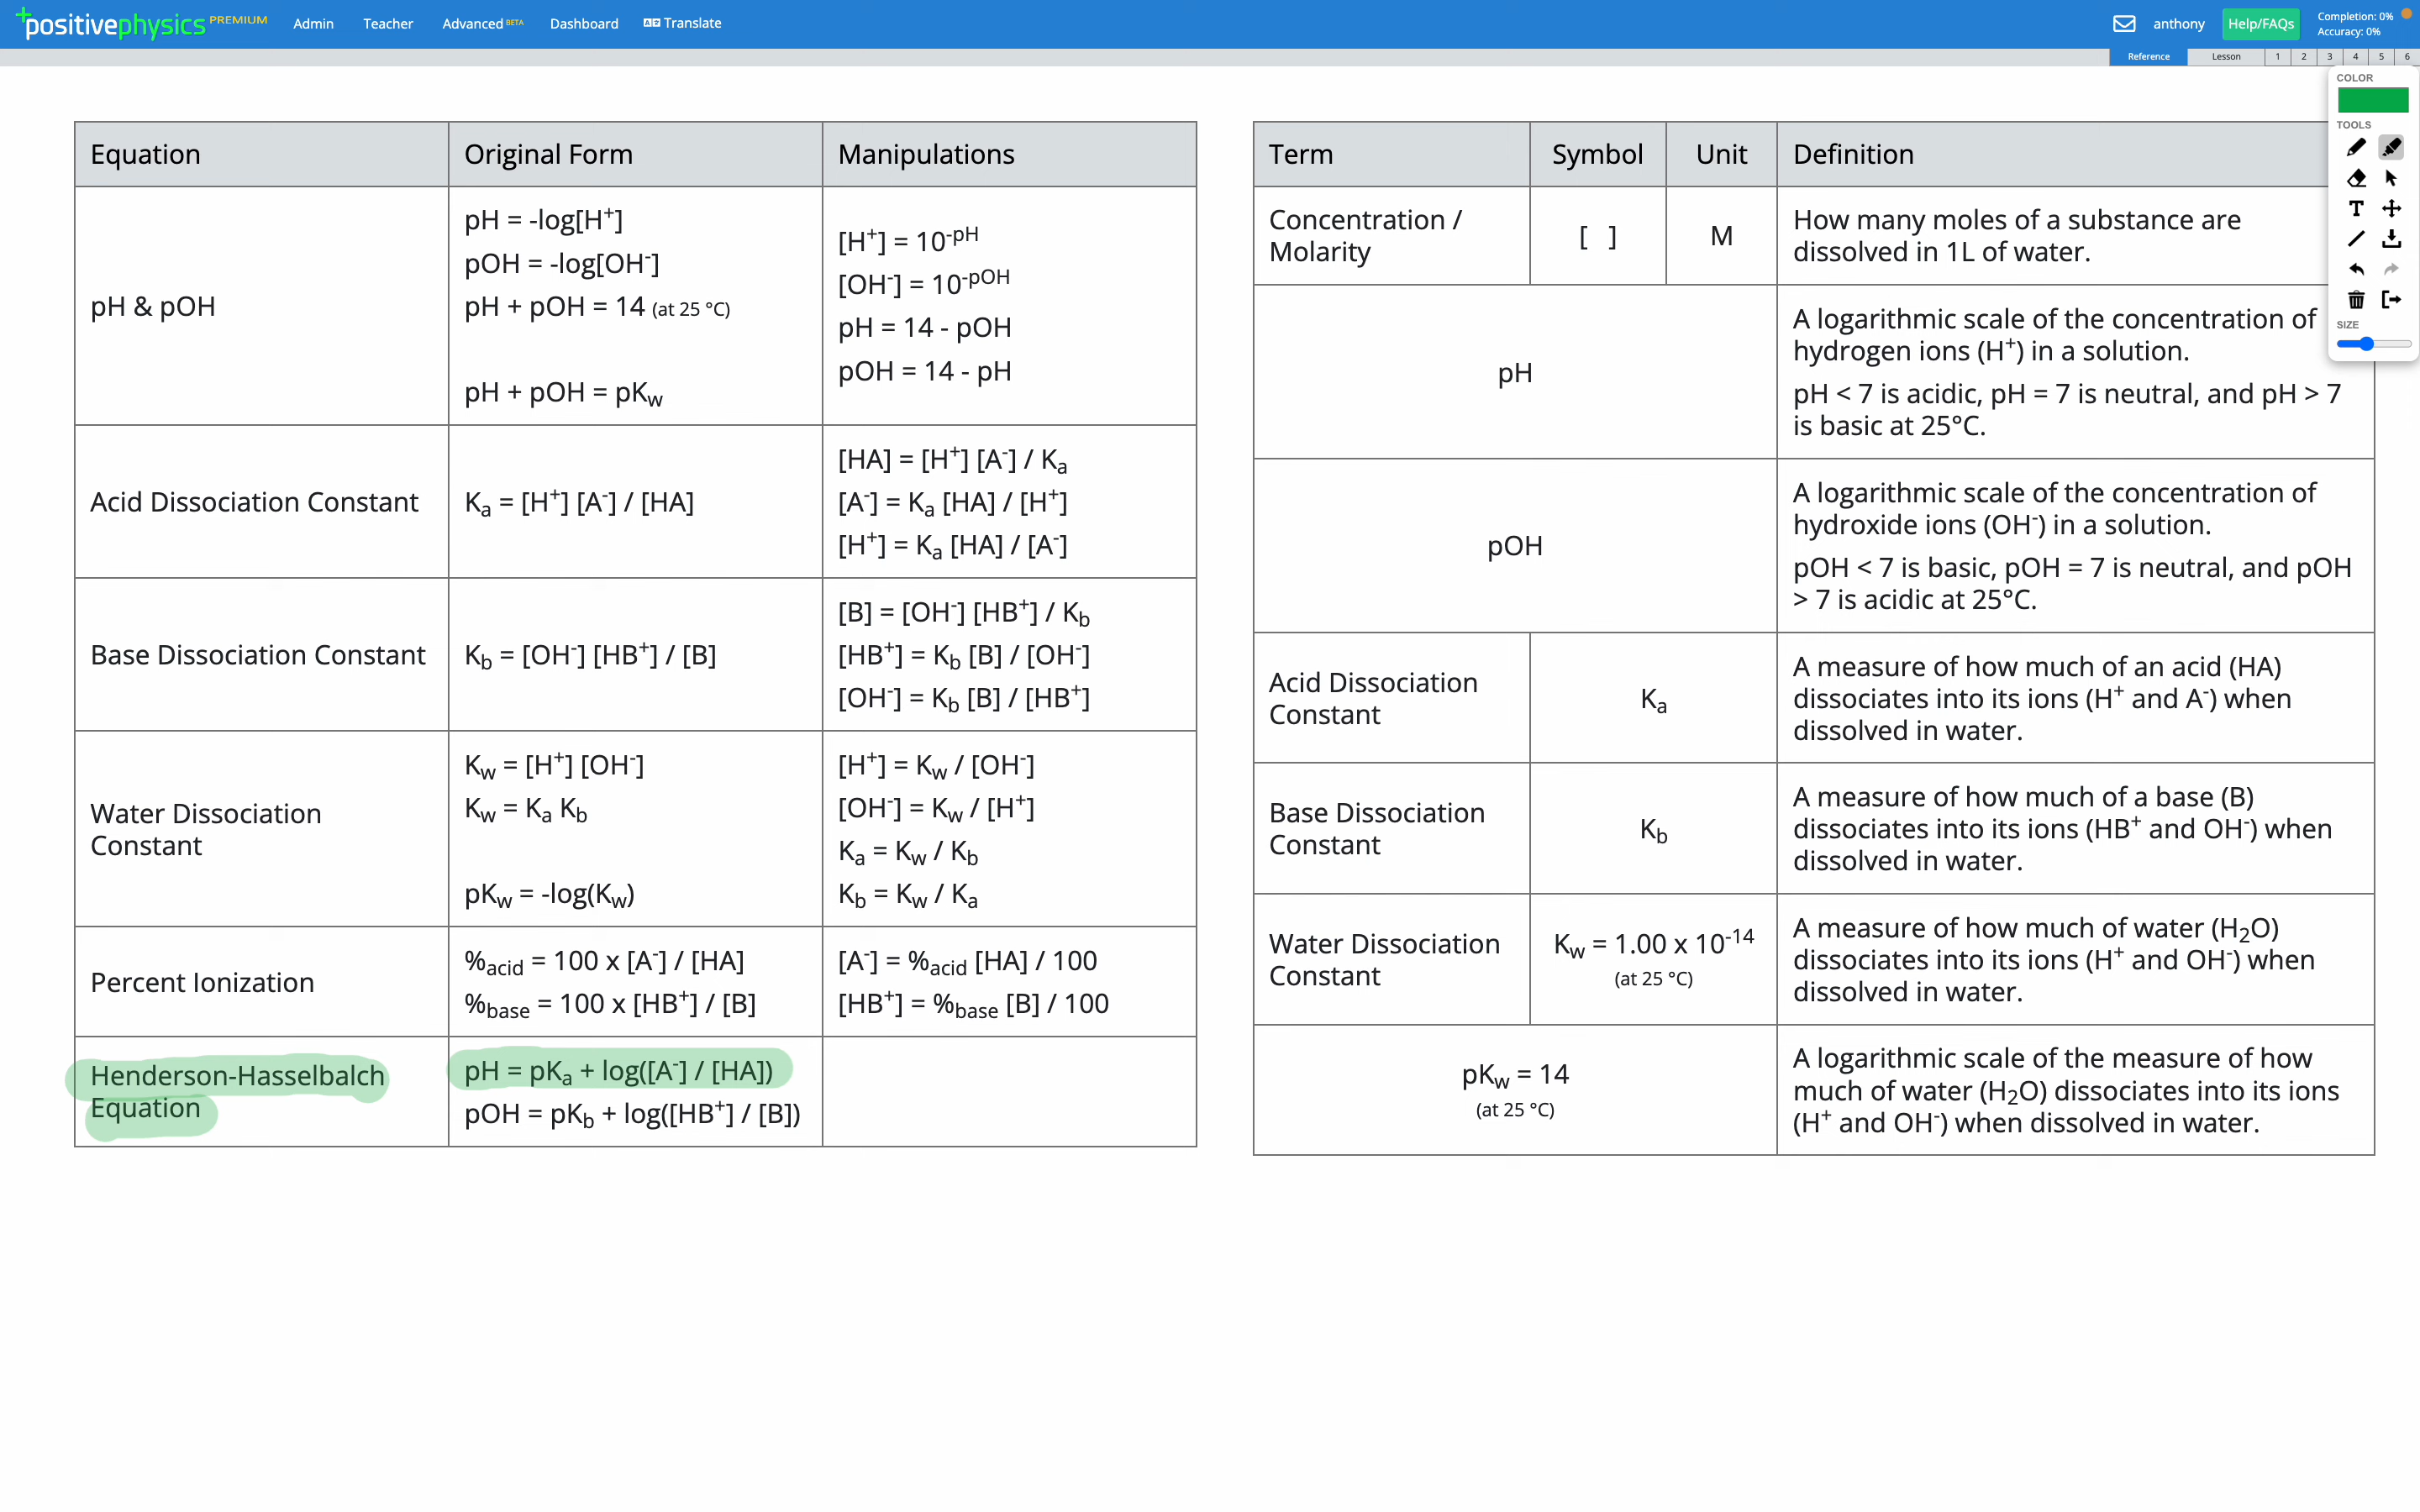 +positivephysics PREMIUM Admin Teacher Advanced BETA Dashboard Translate anthony Help/FAQs Completion: 0%
Accuracy: 0%
Reference Lesson 1 2 3 4 5 6
COLOR
TOOLS
T
SIZE
Equation Original Form Manipulations
pH & pOH
pH = -log[H⁺]
pOH = -log[OH⁻]
pH + pOH = 14 (at 25 °C)
pH + pOH = pKw
[H⁺] = 10^-pH
[OH⁻] = 10^-pOH
pH = 14 - pOH
pOH = 14 - pH
Acid Dissociation Constant
Kₐ = [H⁺] [A⁻] / [HA]
[HA] = [H⁺] [A⁻] / Kₐ
[A⁻] = Kₐ [HA] / [H⁺]
[H⁺] = Kₐ [HA] / [A⁻]
Base Dissociation Constant
Kb = [OH⁻] [HB⁺] / [B]
[B] = [OH⁻] [HB⁺] / Kb
[HB⁺] = Kb [B] / [OH⁻]
[OH⁻] = Kb [B] / [HB⁺]
Water Dissociation
Constant
Kw = [H⁺] [OH⁻]
Kw = Kₐ Kb
pKw = -log(Kw)
[H⁺] = Kw / [OH⁻]
[OH⁻] = Kw / [H⁺]
Kₐ = Kw / Kb
Kb = Kw / Kₐ
Percent Ionization
%acid = 100 x [A⁻] / [HA]
%base = 100 x [HB⁺] / [B]
[A⁻] = %acid [HA] / 100
[HB⁺] = %base [B] / 100
Henderson-Hasselbalch
Equation
pH = pKₐ + log([A⁻] / [HA])
pOH = pKb + log([HB⁺] / [B])
Term Symbol Unit Definition
Concentration /
Molarity
[ ]
M
How many moles of a substance are
dissolved in 1L of water.
pH
A logarithmic scale of the concentration of
hydrogen ions (H⁺) in a solution.
pH < 7 is acidic, pH = 7 is neutral, and pH > 7
is basic at 25°C.
pOH
A logarithmic scale of the concentration of
hydroxide ions (OH⁻) in a solution.
pOH < 7 is basic, pOH = 7 is neutral, and pOH
> 7 is acidic at 25°C.
Acid Dissociation
Constant
Kₐ
A measure of how much of an acid (HA)
dissociates into its ions (H⁺ and A⁻) when
dissolved in water.
Base Dissociation
Constant
Kb
A measure of how much of a base (B)
dissociates into its ions (HB⁺ and OH⁻) when
dissolved in water.
Water Dissociation
Constant
Kw = 1.00 x 10⁻¹⁴
(at 25 °C)
A measure of how much of water (H₂O)
dissociates into its ions (H⁺ and OH⁻) when
dissolved in water.
pKw = 14
(at 25 °C)
A logarithmic scale of the measure of how
much of water (H₂O) dissociates into its ions
(H⁺ and OH⁻) when dissolved in water.